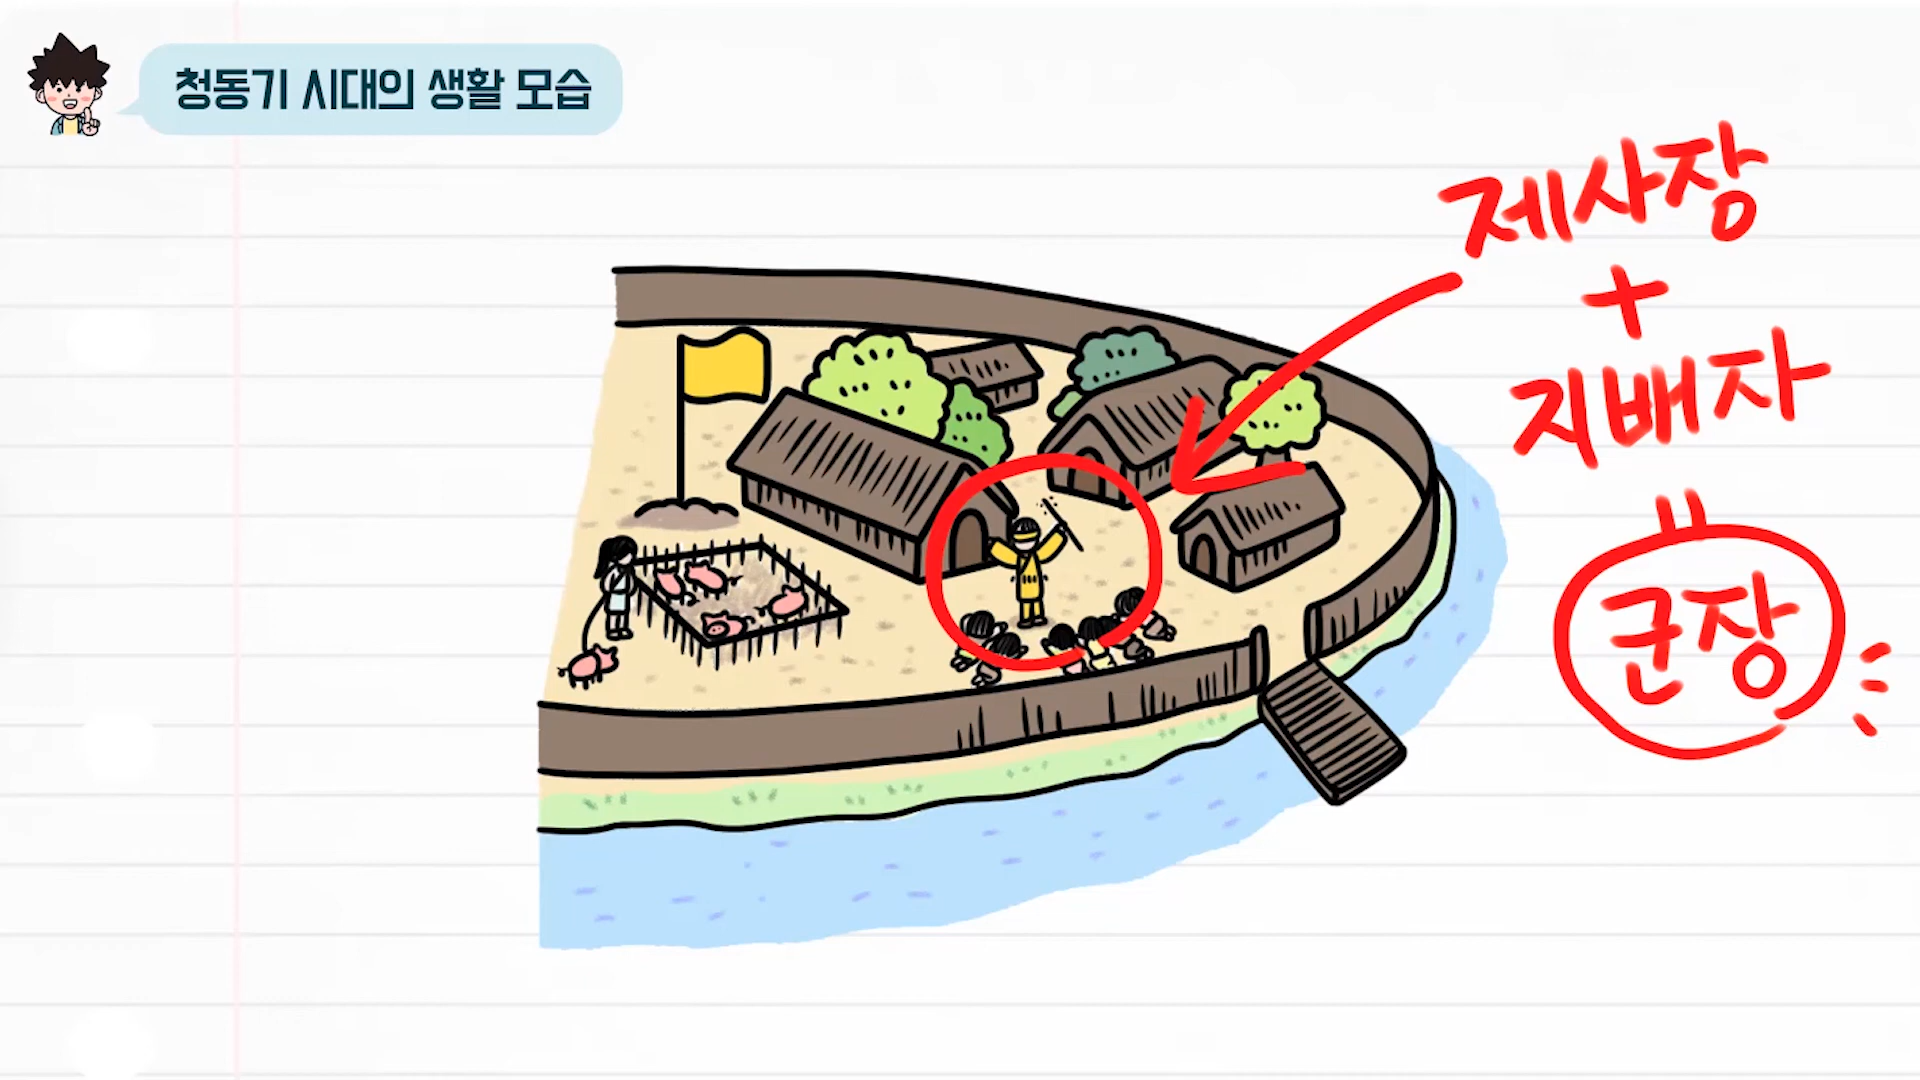 청동기 시대의 생활 모습
제사장
+
지배자
=
군장